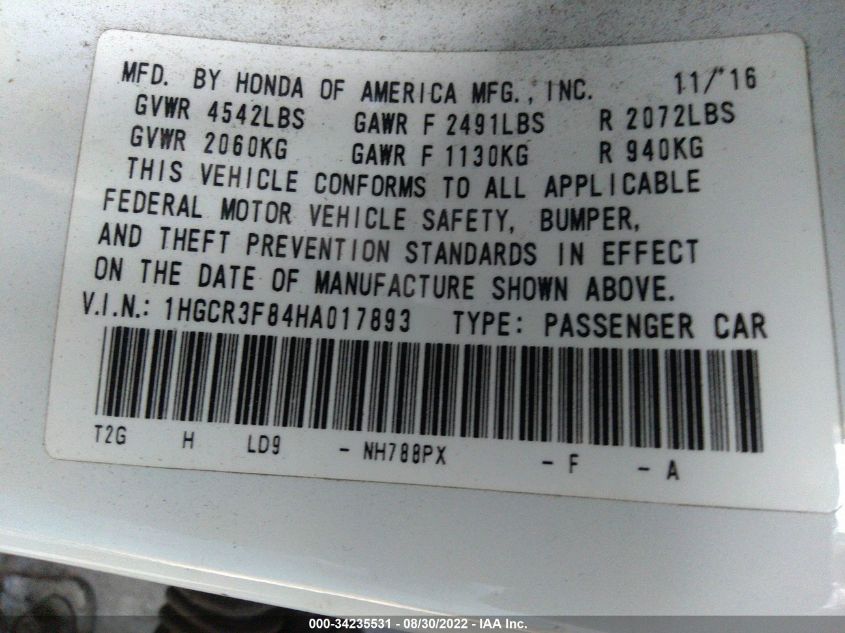 MFD. BY HONDA OF AMERICA MFG., INC. 11/'16
GVWR 4542LBS GAWR F 2491LBS R 2072LBS
GVWR 2060KG GAWR F 1130KG R 940KG
THIS VEHICLE CONFORMS TO ALL APPLICABLE
FEDERAL MOTOR VEHICLE SAFETY, BUMPER,
AND THEFT PREVENTION STANDARDS IN EFFECT
ON THE DATE OF MANUFACTURE SHOWN ABOVE.
V.I.N.: 1HGCR3F84HA017893 TYPE: PASSENGER CAR
T2G H LD9 - NH788PX - F - A
000-34235531 - 08/30/2022 - IAA Inc.